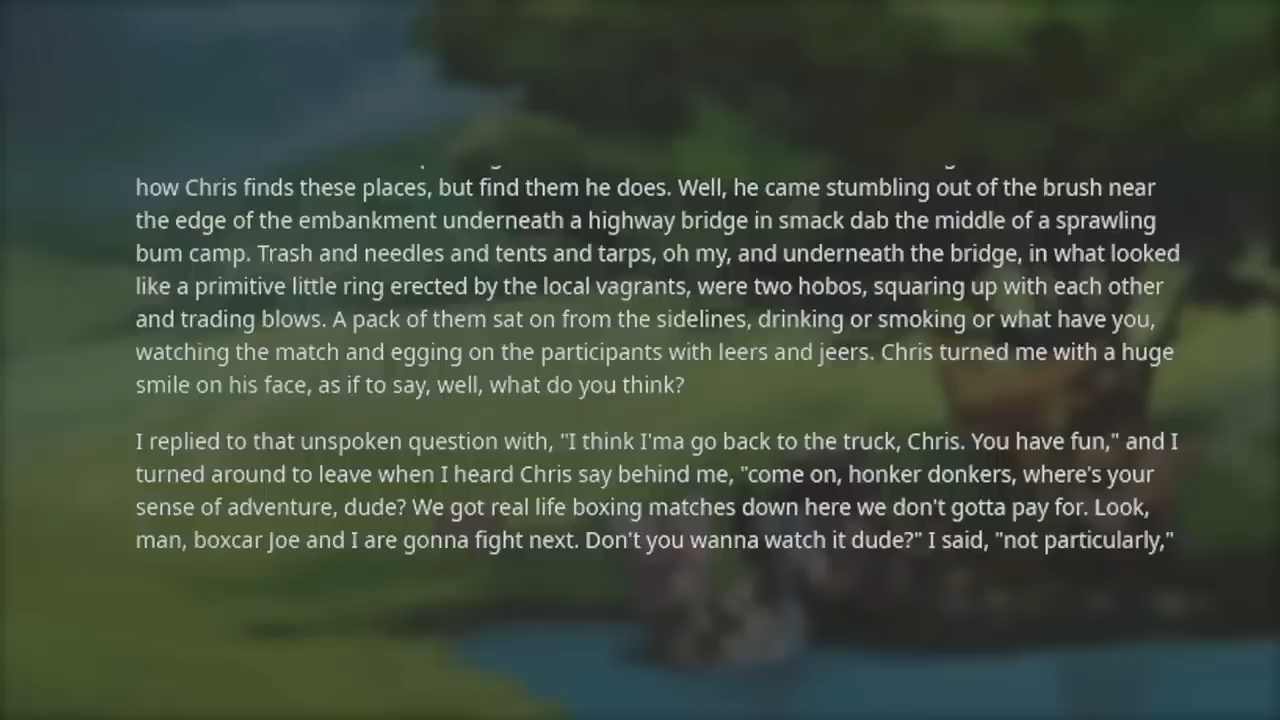 how Chris finds these places, but find them he does. Well, he came stumbling out of the brush near
the edge of the embankment underneath a highway bridge in smack dab the middle of a sprawling
bum camp. Trash and needles and tents and tarps, oh my, and underneath the bridge, in what looked
like a primitive little ring erected by the local vagrants, were two hobos, squaring up with each other
and trading blows. A pack of them sat on from the sidelines, drinking or smoking or what have you,
watching the match and egging on the participants with leers and jeers. Chris turned me with a huge
smile on his face, as if to say, well, what do you think?
I replied to that unspoken question with, "I think I'ma go back to the truck, Chris. You have fun," and I
turned around to leave when I heard Chris say behind me, "come on, honker donkers, where's your
sense of adventure, dude? We got real life boxing matches down here we don't gotta pay for. Look,
man, boxcar Joe and I are gonna fight next. Don't you wanna watch it dude?" I said, "not particularly,"